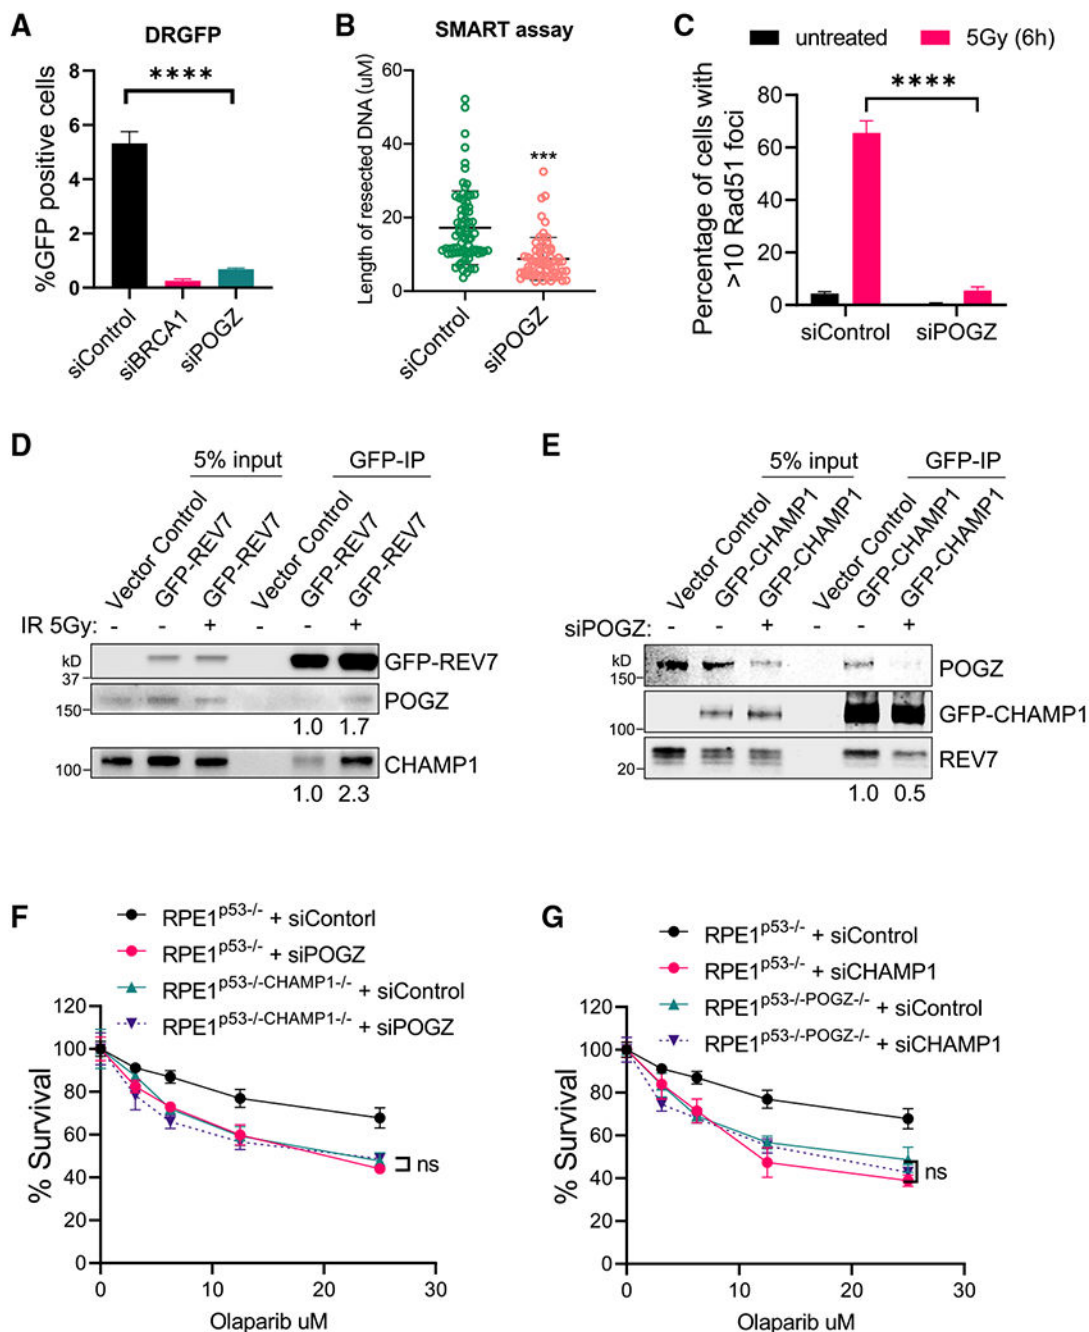 A
DRGFP
****
%GFP positive cells
8
6
4
2
0
siControl
siBRCA1
siPOGZ
B
SMART assay
Length of resected DNA (uM)
60
40
20
0
***
siControl
siPOGZ
C
untreated
5Gy (6h)
****
Percentage of cells with
>10 Rad51 foci
80
60
40
20
0
siControl
siPOGZ
D
5% input
GFP-IP
Vector Control
GFP-REV7
GFP-REV7
Vector Control
GFP-REV7
GFP-REV7
IR 5Gy: - - + - - +
kD
37
GFP-REV7
150
POGZ
1.0 1.7
100
CHAMP1
1.0 2.3
E
5% input
GFP-IP
Vector Control
GFP-CHAMP1
GFP-CHAMP1
Vector Control
GFP-CHAMP1
GFP-CHAMP1
siPOGZ: - - + - - +
kD
150
POGZ
100
GFP-CHAMP1
20
REV7
1.0 0.5
F
RPE1p53-/- + siContorl
RPE1p53-/- + siPOGZ
RPE1p53-/-CHAMP1-/- + siControl
RPE1p53-/-CHAMP1-/- + siPOGZ
% Survival
120
100
80
60
40
20
0
ns
0 10 20 30
Olaparib uM
G
RPE1p53-/- + siControl
RPE1p53-/- + siCHAMP1
RPE1p53-/-POGZ-/- + siControl
RPE1p53-/-POGZ-/- + siCHAMP1
% Survival
120
100
80
60
40
20
0
ns
0 10 20 30
Olaparib uM